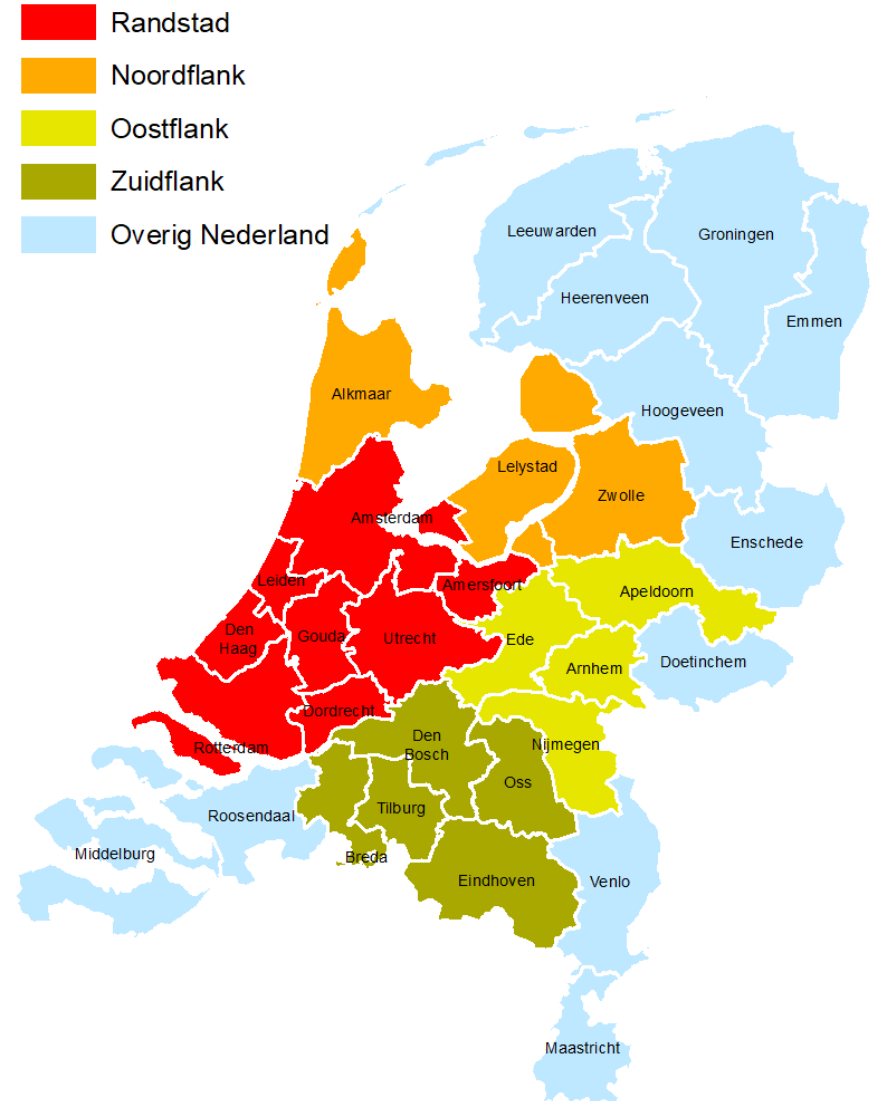 Randstad
Noordflank
Oostflank
Zuidflank
Overig Nederland
Leeuwarden
Groningen
Heerenveen
Emmen
Alkmaar
Hoogeveen
Lelystad
Zwolle
Amsterdam
Enschede
Leiden
Amersfoort
Apeldoorn
Den
Haag
Gouda
Utrecht
Ede
Arnhem
Doetinchem
Dordrecht
Rotterdam
Den
Bosch
Nijmegen
Oss
Roosendaal
Tilburg
Middelburg
Breda
Eindhoven
Venlo
Maastricht